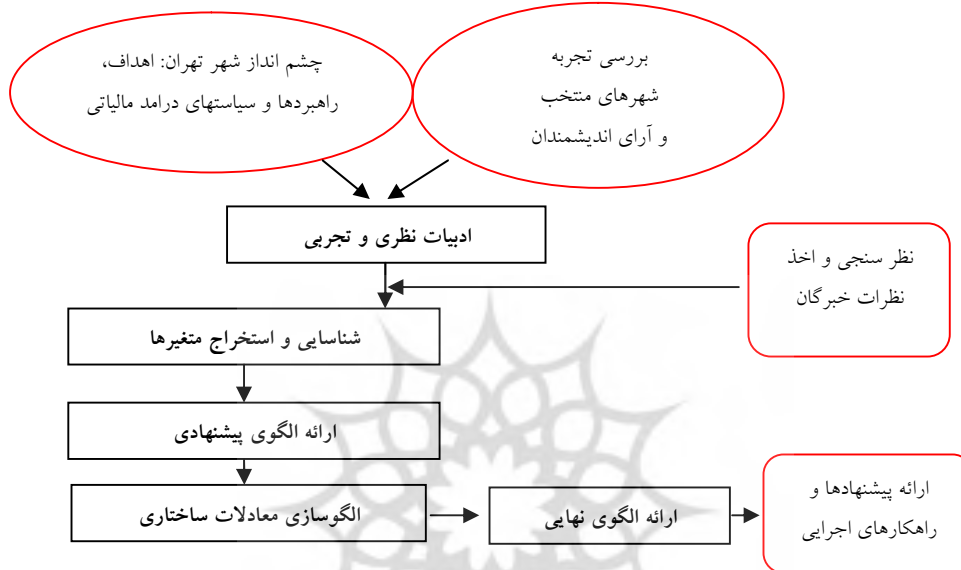 بررسی تجربه
شهرهای منتخب
و آرای اندیشمندان
چشم انداز شهر تهران: اهداف،
راهبردها و سیاستهای درامد مالیاتی
ادبیات نظری و تجربی
نظر سنجی و اخذ
نظرات خبرگان
شناسایی و استخراج متغیرها
ارائه الگوی پیشنهادی
الگوسازی معادلات ساختاری
ارائه الگوی نهایی
ارائه پیشنهادها و
راهکارهای اجرایی